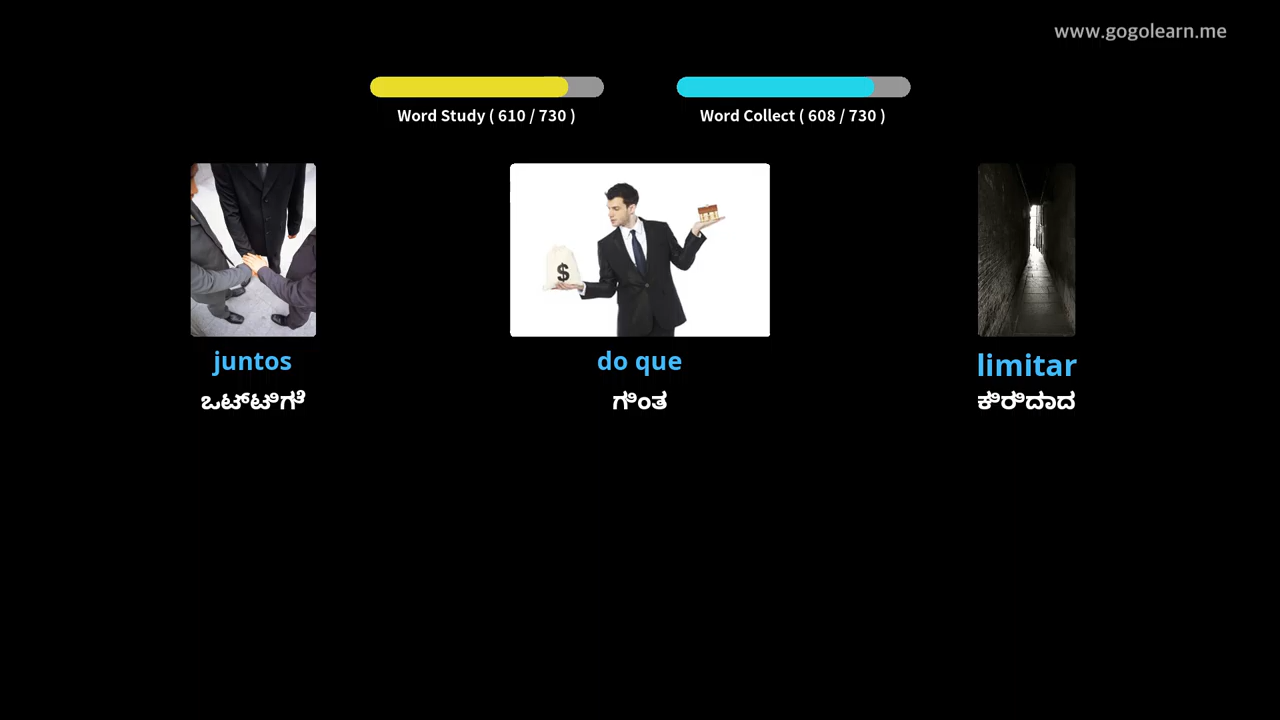 www.gogolearn.me
Word Study ( 610 / 730 )
Word Collect ( 608 / 730 )
$
juntos
do que
limitar
ಒಟ್ಟಿಗೆ
ಗಿಂತ
ಕಿರಿದಾದ